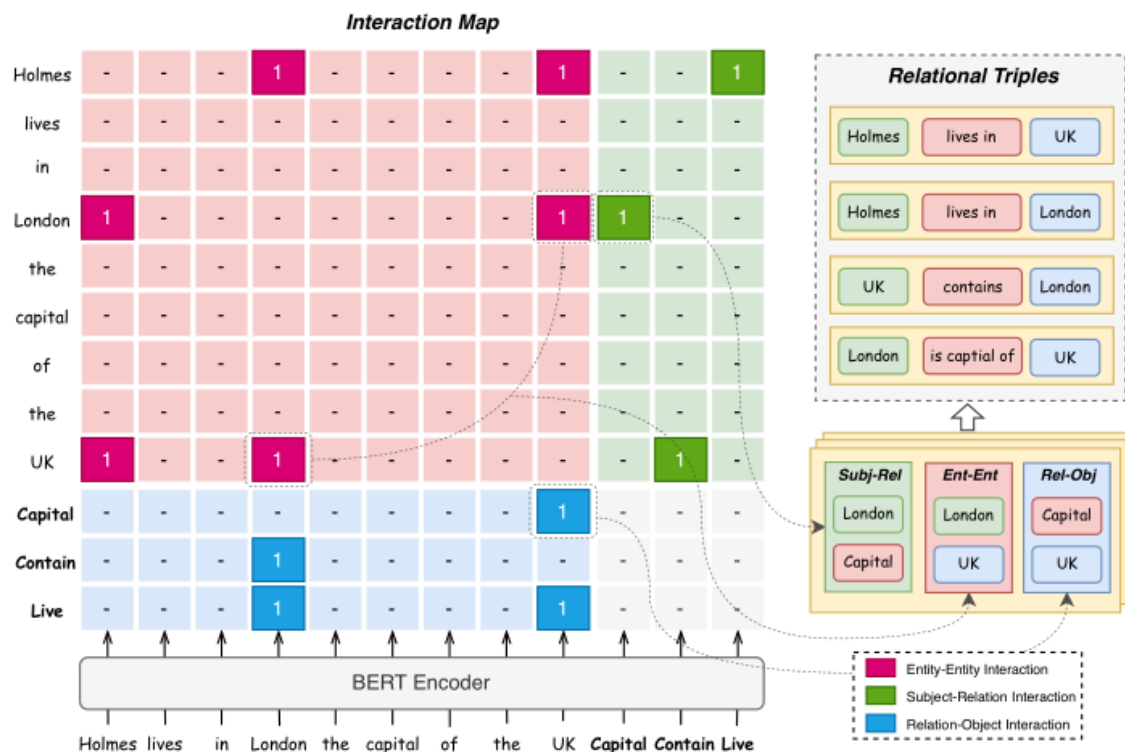 Interaction Map
Holmes - - - 1 - - - - 1 - - 1
lives - - - - - - - - - - - -
in - - - - - - - - - - - -
London 1 - - - - - - - 1 1 - -
the - - - - - - - - - - - -
capital - - - - - - - - - - - -
of - - - - - - - - - - - -
the - - - - - - - - - - - -
UK 1 - - 1 - - - - - - 1 -
Capital - - - - - - - - 1 - - -
Contain - - - 1 - - - - - - - -
Live - - - 1 - - - - 1 - - -
BERT Encoder
Holmes lives in London the capital of the UK Capital Contain Live
Relational Triples
Holmes lives in UK
Holmes lives in London
UK contains London
London is captial of UK
Subj-Rel Ent-Ent Rel-Obj
London London Capital
Capital UK UK
Entity-Entity Interaction
Subject-Relation Interaction
Relation-Object Interaction